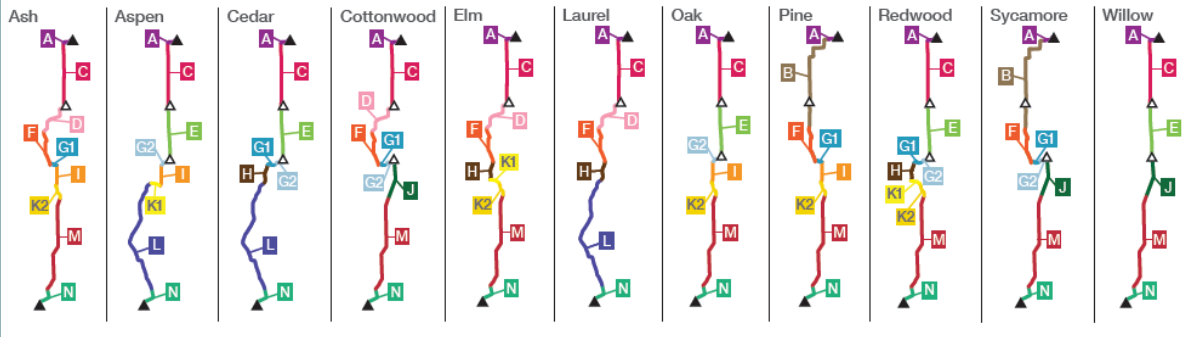 Ash
A
C
D
F
G1
I
K2
M
N
Aspen
A
C
E
G2
I
K1
L
N
Cedar
A
C
E
G1
H
G2
L
N
Cottonwood
A
C
D
F
G1
G2
J
M
N
Elm
A
C
D
F
K1
H
K2
M
N
Laurel
A
C
D
F
H
L
N
Oak
A
C
E
G2
I
K2
M
N
Pine
A
B
F
G1
I
K2
M
N
Redwood
A
C
E
G1
H
G2
K1
K2
M
N
Sycamore
A
B
F
G1
G2
J
M
N
Willow
A
C
E
J
M
N